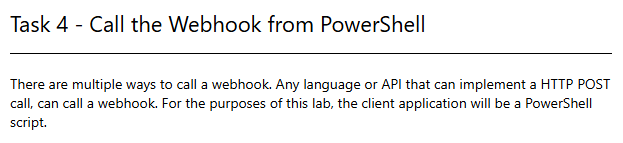 Task 4 - Call the Webhook from PowerShell
There are multiple ways to call a webhook. Any language or API that can implement a HTTP POST
call, can call a webhook. For the purposes of this lab, the client application will be a PowerShell
script.